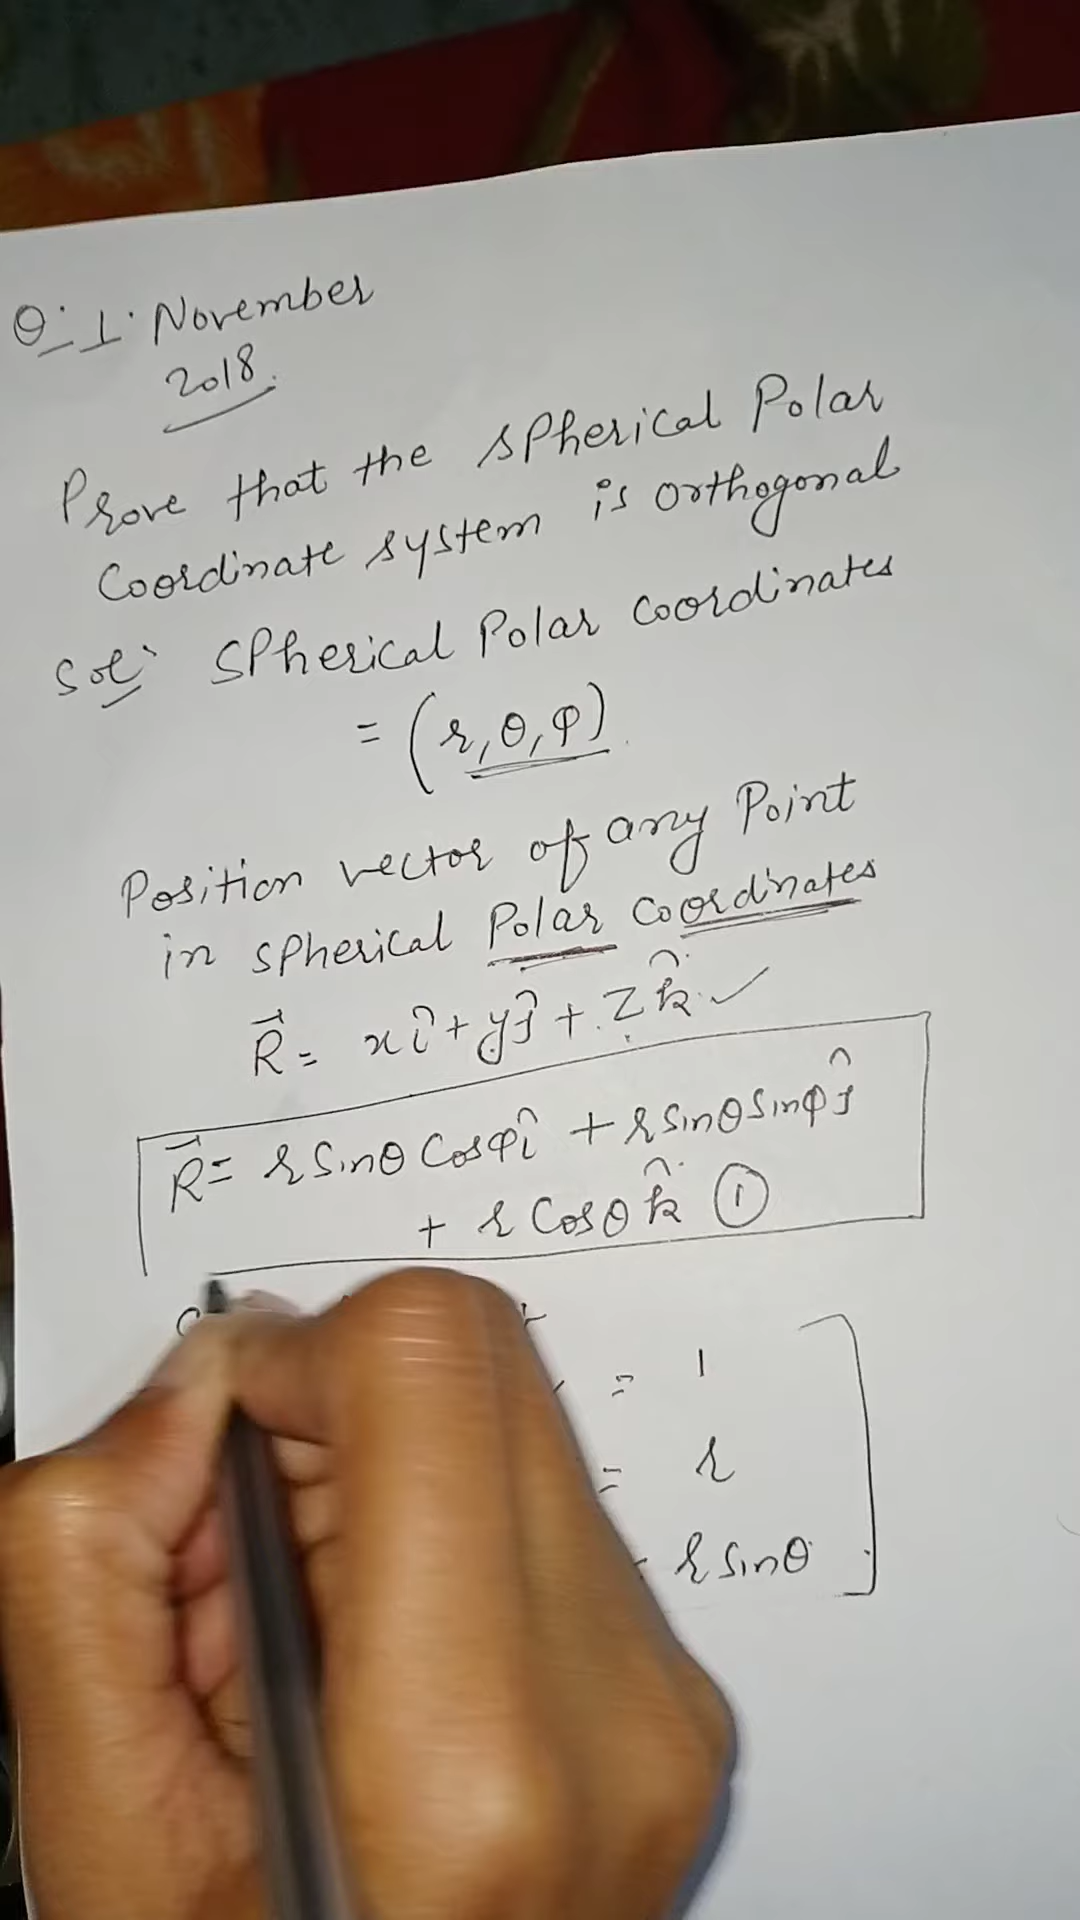 Q.1. November
2018.
Prove that the spherical Polar
Coordinate system is orthogonal
Sol: Spherical Polar Coordinates
= (r, θ, φ)
Position vector of any Point
in spherical Polar Coordinates
R⃗ = xî + yĵ + zk̂ ✓
R⃗ = r Sinθ Cosφ î + r Sinθ Sinφ ĵ
+ r Cosθ k̂ ①
= 1
= r
= r Sinθ